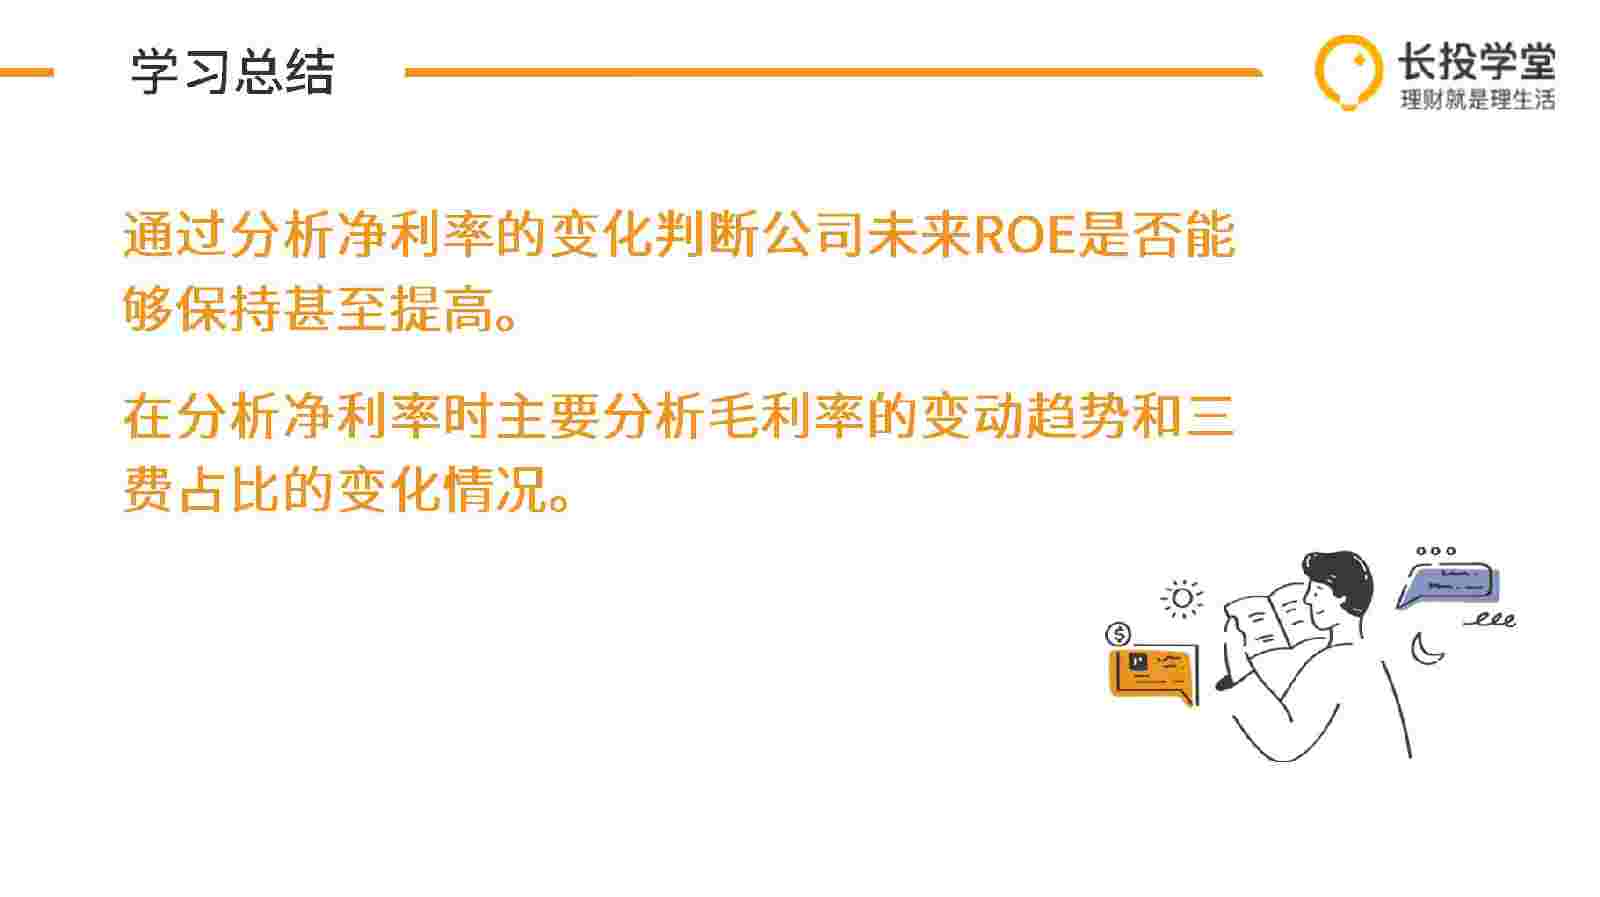 学习总结
长投学堂
理财就是理生活
通过分析净利率的变化判断公司未来ROE是否能
够保持甚至提高。
在分析净利率时主要分析毛利率的变动趋势和三
费占比的变化情况。
$